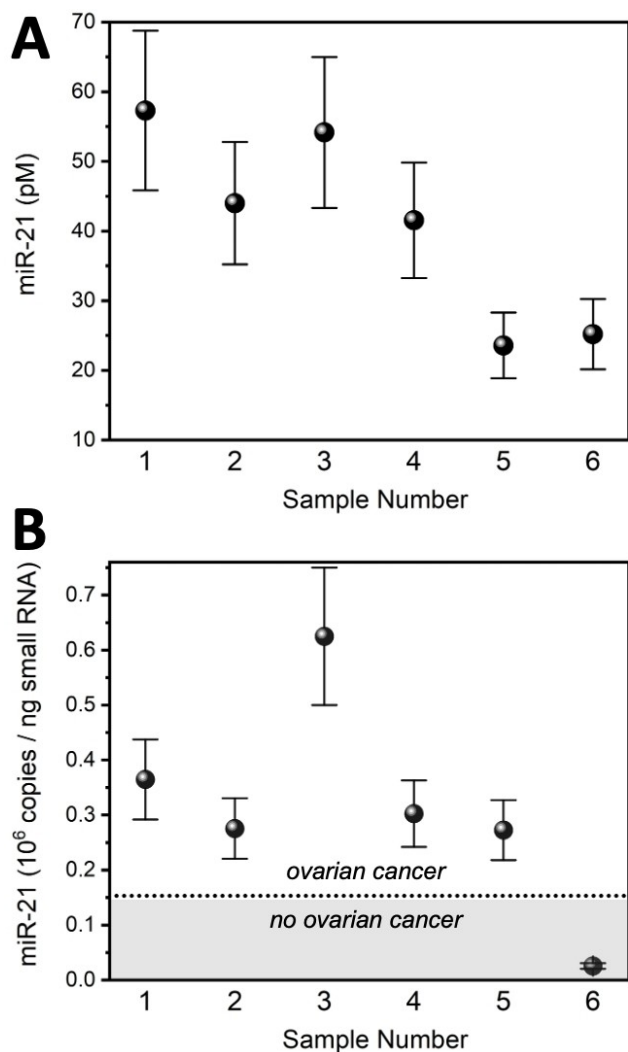 A
70
60
50
40
30
20
10
miR-21 (pM)
1 2 3 4 5 6
Sample Number
B
0.7
0.6
0.5
0.4
0.3
0.2
0.1
0.0
miR-21 (10⁶ copies / ng small RNA)
ovarian cancer
no ovarian cancer
1 2 3 4 5 6
Sample Number